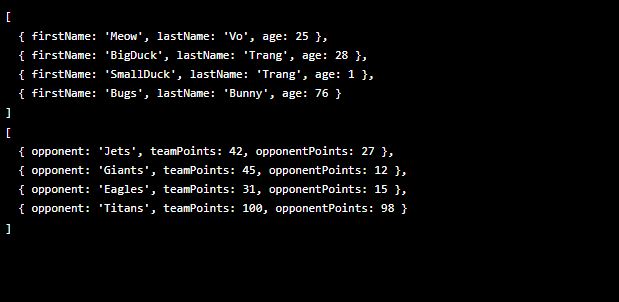 [
  { firstName: 'Meow', lastName: 'Vo', age: 25 },
  { firstName: 'BigDuck', lastName: 'Trang', age: 28 },
  { firstName: 'SmallDuck', lastName: 'Trang', age: 1 },
  { firstName: 'Bugs', lastName: 'Bunny', age: 76 }
]
[
  { opponent: 'Jets', teamPoints: 42, opponentPoints: 27 },
  { opponent: 'Giants', teamPoints: 45, opponentPoints: 12 },
  { opponent: 'Eagles', teamPoints: 31, opponentPoints: 15 },
  { opponent: 'Titans', teamPoints: 100, opponentPoints: 98 }
]